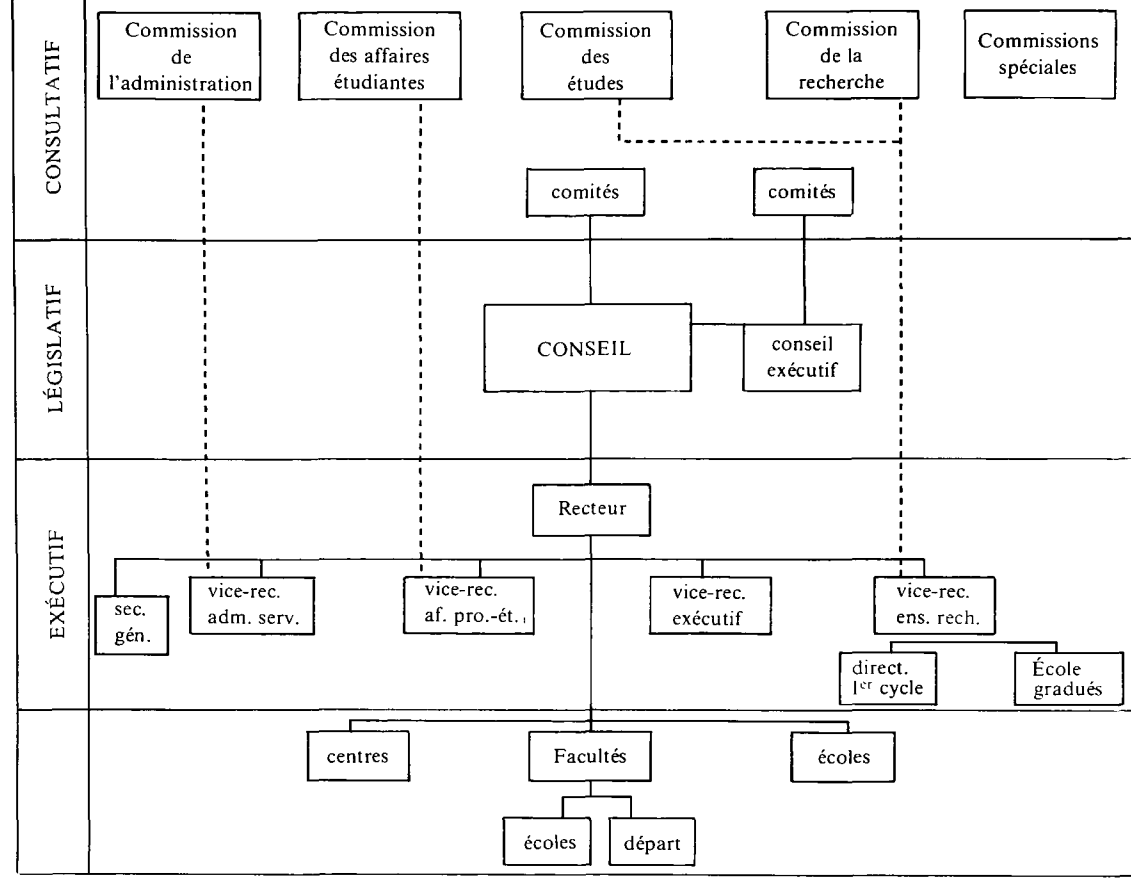 CONSULTATIF
Commission
de
l'administration
Commission
des affaires
étudiantes
Commission
des
études
Commission
de la
recherche
Commissions
spéciales
comités
comités
LÉGISLATIF
CONSEIL
conseil
exécutif
EXÉCUTIF
Recteur
sec.
gén.
vice-rec.
adm. serv.
vice-rec.
af. pro.-ét.
vice-rec.
exécutif
vice-rec.
ens. rech.
direct.
1er cycle
École
gradués
centres
Facultés
écoles
écoles
départ